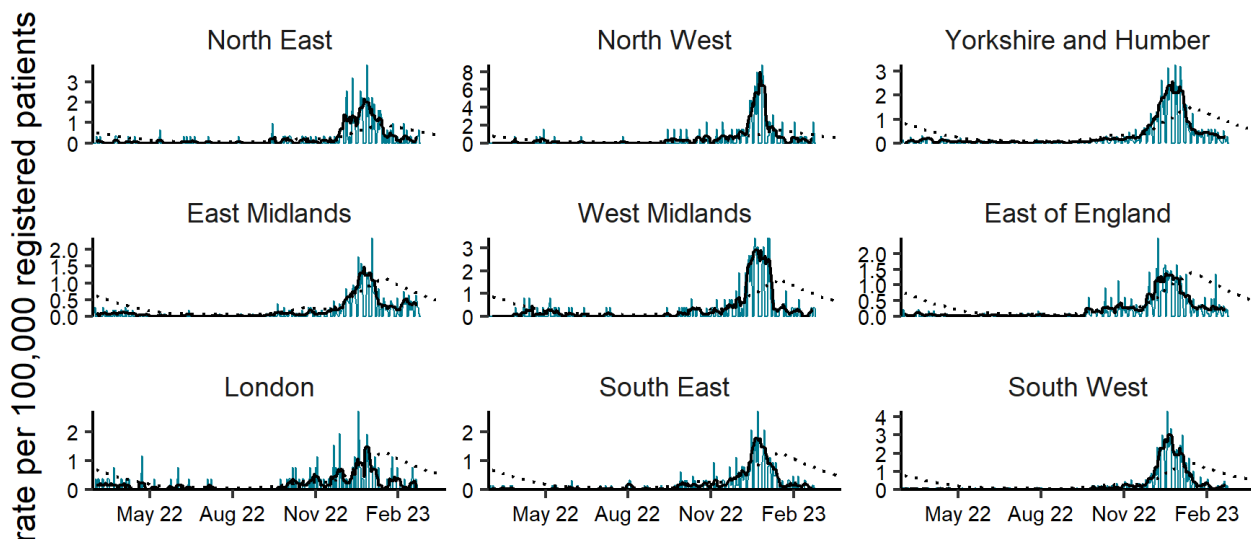 rate per 100,000 registered patients
North East
North West
Yorkshire and Humber
3
2
1
0
8
6
4
2
0
3
2
1
0
East Midlands
West Midlands
East of England
2.0
1.5
1.0
0.5
0.0
3
2
1
0
2.0
1.5
1.0
0.5
0.0
London
South East
South West
2
1
0
2
1
0
4
3
2
1
0
May 22 Aug 22 Nov 22 Feb 23
May 22 Aug 22 Nov 22 Feb 23
May 22 Aug 22 Nov 22 Feb 23